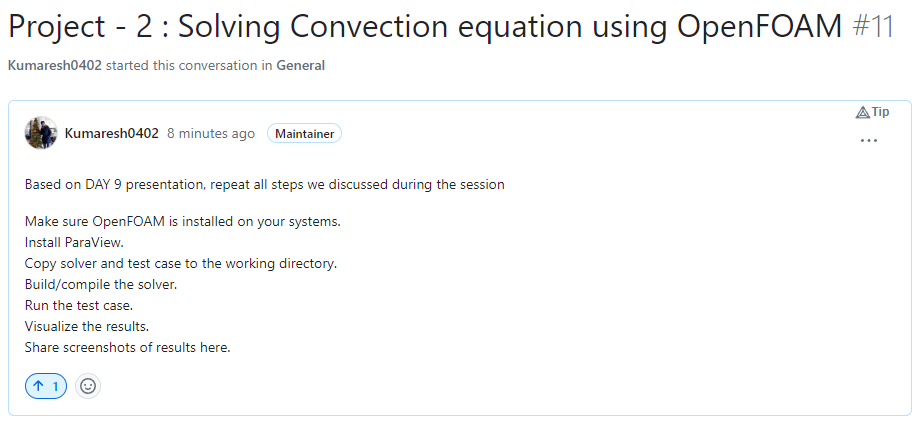 Project - 2 : Solving Convection equation using OpenFOAM #11
Kumaresh0402 started this conversation in General
Tip
Kumaresh0402 8 minutes ago Maintainer
...
Based on DAY 9 presentation, repeat all steps we discussed during the session
Make sure OpenFOAM is installed on your systems.
Install ParaView.
Copy solver and test case to the working directory.
Build/compile the solver.
Run the test case.
Visualize the results.
Share screenshots of results here.
1